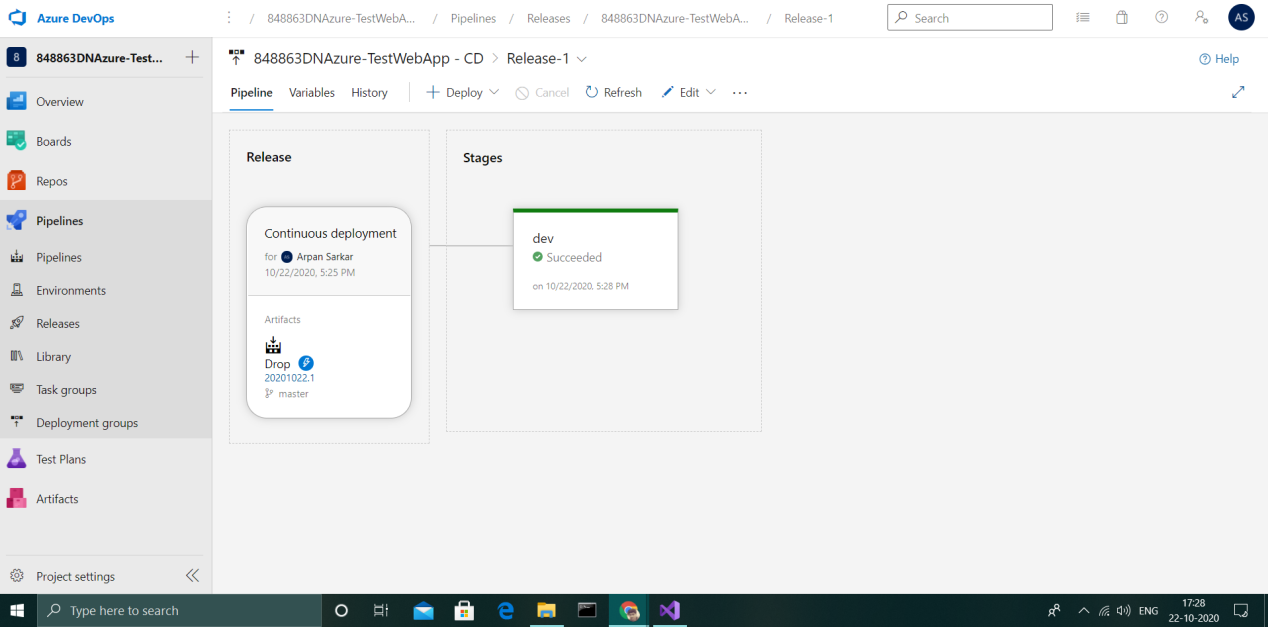 Azure DevOps
/ 848863DNAzure-TestWebA... / Pipelines / Releases / 848863DNAzure-TestWebA... / Release-1
Search
AS
8 848863DNAzure-Test...
848863DNAzure-TestWebApp - CD > Release-1
Help
Pipeline Variables History Deploy Cancel Refresh Edit ...
Overview
Boards
Repos
Pipelines
Pipelines
Environments
Releases
Library
Task groups
Deployment groups
Test Plans
Artifacts
Project settings
Release
Continuous deployment
for AS Arpan Sarkar
10/22/2020, 5:25 PM
Artifacts
Drop
20201022.1
master
Stages
dev
Succeeded
on 10/22/2020, 5:28 PM
Type here to search
ENG
17:28
22-10-2020